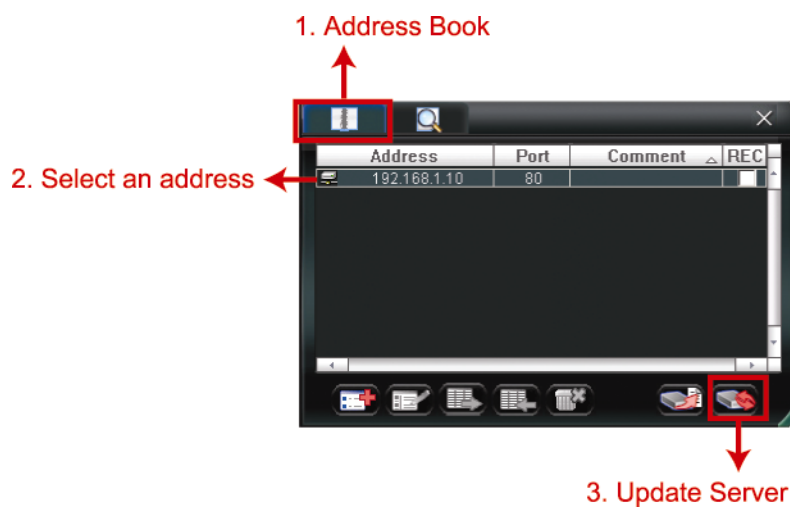 1. Address Book
Address Port Comment REC
2. Select an address
192.168.1.10 80
3. Update Server